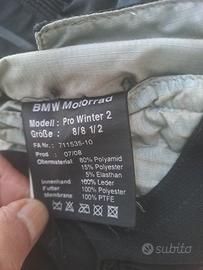 BMW Motorrad
Modell : Pro Winter 2
Größe : 8/8 1/2
FA Nr. : 711535-10
Prod. : 07/08
Obermaterial 80% Polyamid
15% Leder
5% Elasthan
Innenhand 100% Leder
Futter 100% Polyester
Membrane 100% PTFE
subito